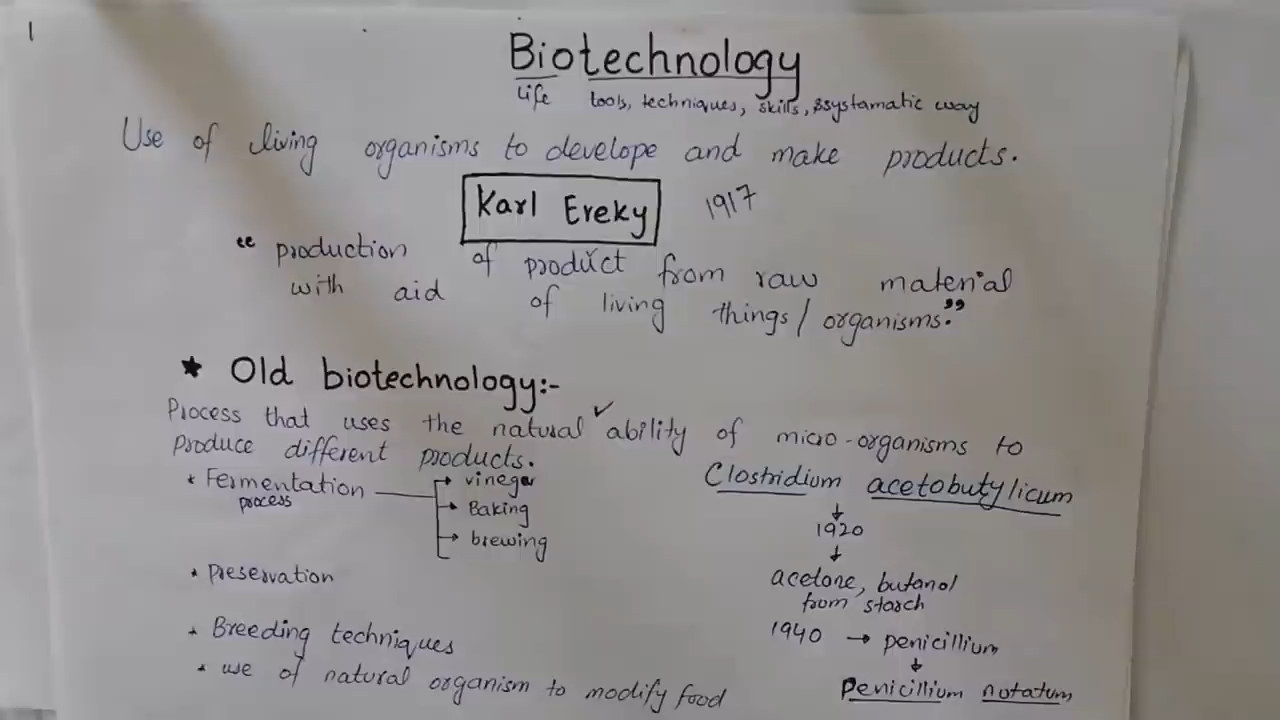 1
Biotechnology
Life tools, techniques, skills, systamatic way
Use of living organisms to develope and make products.
Karl Ereky 1917
“ production of product from raw material
with aid of living things/organisms.”
★ Old biotechnology:-
Process that uses the natural ✓ ability of micro-organisms to
produce different products.
* Fermentation process
→ vinegar
→ Baking
→ brewing
* Preservation
* Breeding techniques
* use of natural organism to modify food
Clostridium acetobutylicum
↓
1920
↓
acetone, butanol
from starch
1940 → penicillium
↓
Penicillium notatum